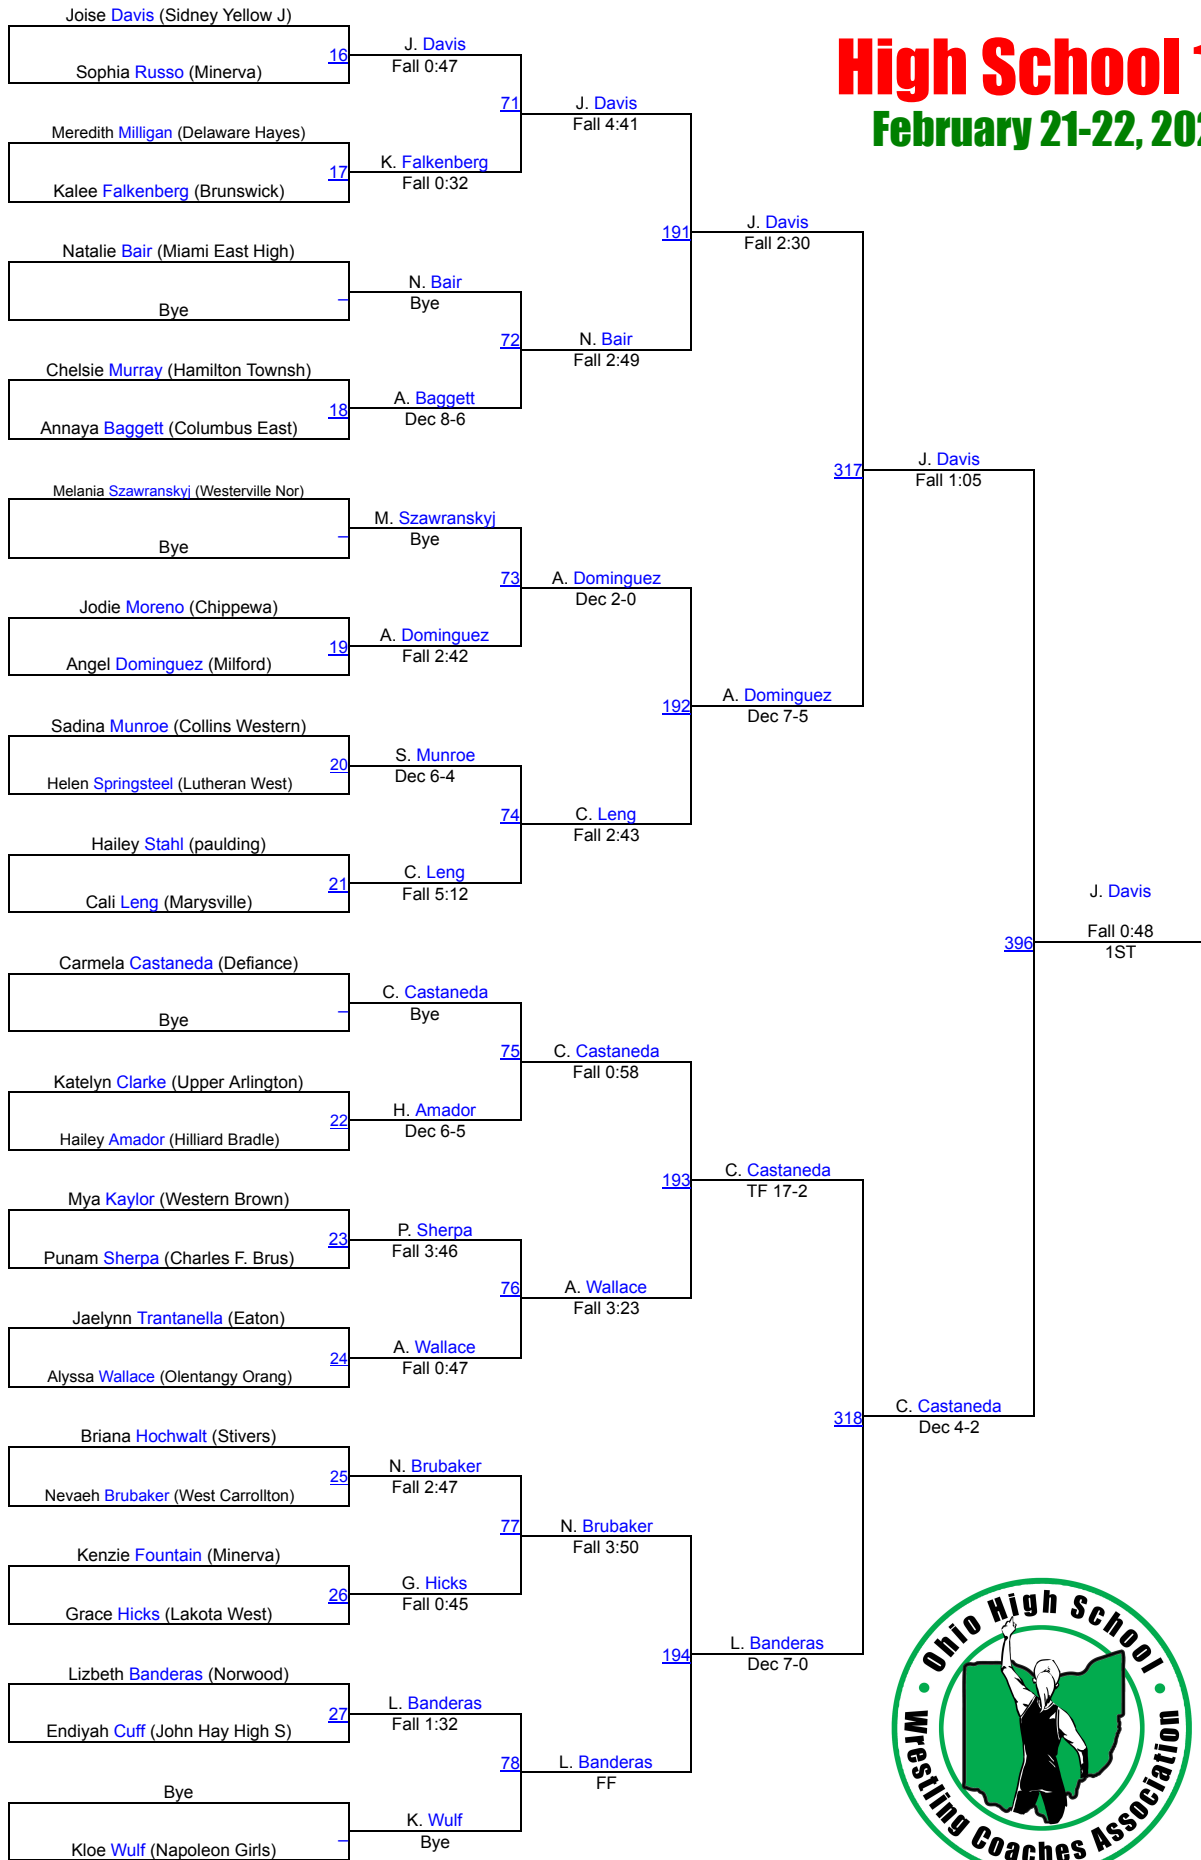 High School 1
February 21-22, 202
Joise Davis (Sidney Yellow J)
16
Sophia Russo (Minerva)
Meredith Milligan (Delaware Hayes)
17
Kalee Falkenberg (Brunswick)
Natalie Bair (Miami East High)
Bye
Chelsie Murray (Hamilton Townsh)
18
Annaya Baggett (Columbus East)
Melania Szawranskyj (Westerville Nor)
Bye
Jodie Moreno (Chippewa)
19
Angel Dominguez (Milford)
Sadina Munroe (Collins Western)
20
Helen Springsteel (Lutheran West)
Hailey Stahl (paulding)
21
Cali Leng (Marysville)
Carmela Castaneda (Defiance)
Bye
Katelyn Clarke (Upper Arlington)
22
Hailey Amador (Hilliard Bradle)
Mya Kaylor (Western Brown)
23
Punam Sherpa (Charles F. Brus)
Jaelynn Trantanella (Eaton)
24
Alyssa Wallace (Olentangy Orang)
Briana Hochwalt (Stivers)
25
Nevaeh Brubaker (West Carrollton)
Kenzie Fountain (Minerva)
26
Grace Hicks (Lakota West)
Lizbeth Banderas (Norwood)
27
Endiyah Cuff (John Hay High S)
Bye
Kloe Wulf (Napoleon Girls)
J. Davis
Fall 0:47
71
K. Falkenberg
Fall 0:32
N. Bair
Bye
72
A. Baggett
Dec 8-6
M. Szawranskyj
Bye
73
A. Dominguez
Fall 2:42
S. Munroe
Dec 6-4
74
C. Leng
Fall 5:12
C. Castaneda
Bye
75
H. Amador
Dec 6-5
P. Sherpa
Fall 3:46
76
A. Wallace
Fall 0:47
N. Brubaker
Fall 2:47
77
G. Hicks
Fall 0:45
L. Banderas
Fall 1:32
78
K. Wulf
Bye
J. Davis
Fall 4:41
191
N. Bair
Fall 2:49
A. Dominguez
Dec 2-0
192
C. Leng
Fall 2:43
C. Castaneda
Fall 0:58
193
A. Wallace
Fall 3:23
N. Brubaker
Fall 3:50
194
L. Banderas
FF
J. Davis
Fall 2:30
317
A. Dominguez
Dec 7-5
C. Castaneda
TF 17-2
318
L. Banderas
Dec 7-0
J. Davis
Fall 1:05
396
C. Castaneda
Dec 4-2
J. Davis
Fall 0:48
1ST
Ohio High School
Wrestling Coaches Association